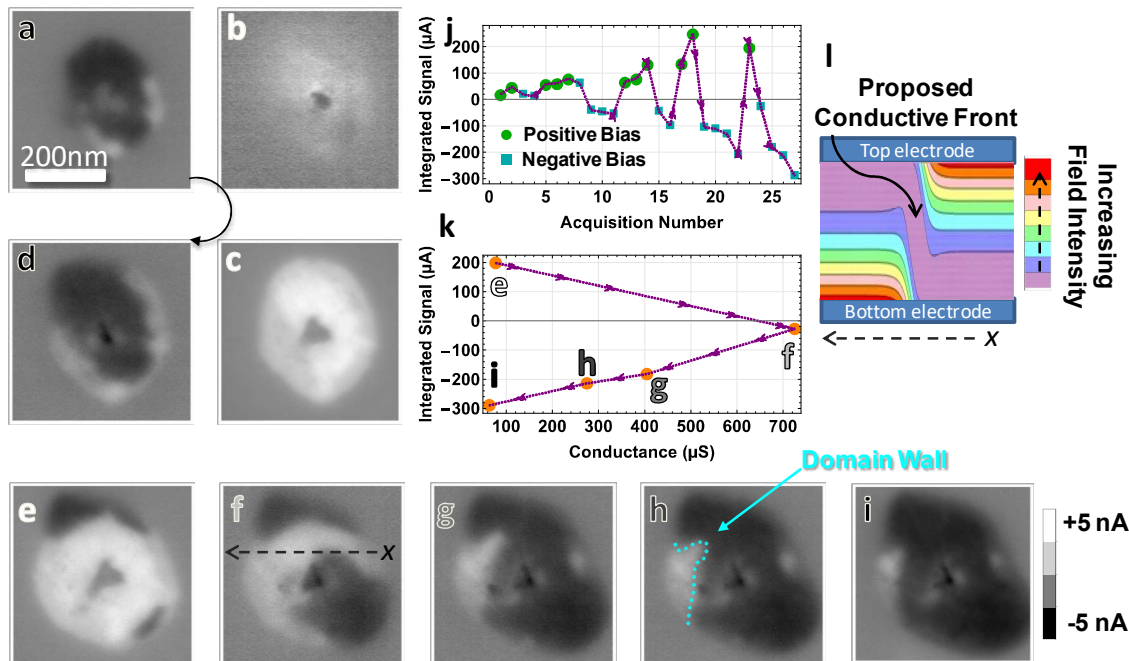 a
b
200nm
d
c
j
Integrated Signal (µA)
200
100
0
−100
−200
−300
Positive Bias
Negative Bias
0 5 10 15 20 25
Acquisition Number
k
Integrated Signal (µA)
200
100
0
−100
−200
−300
e
i
h
g
f
100 200 300 400 500 600 700
Conductance (µS)
l
Proposed
Conductive Front
Top electrode
Bottom electrode
x
Increasing
Field Intensity
Domain Wall
e
f
x
g
h
i
+5 nA
-5 nA